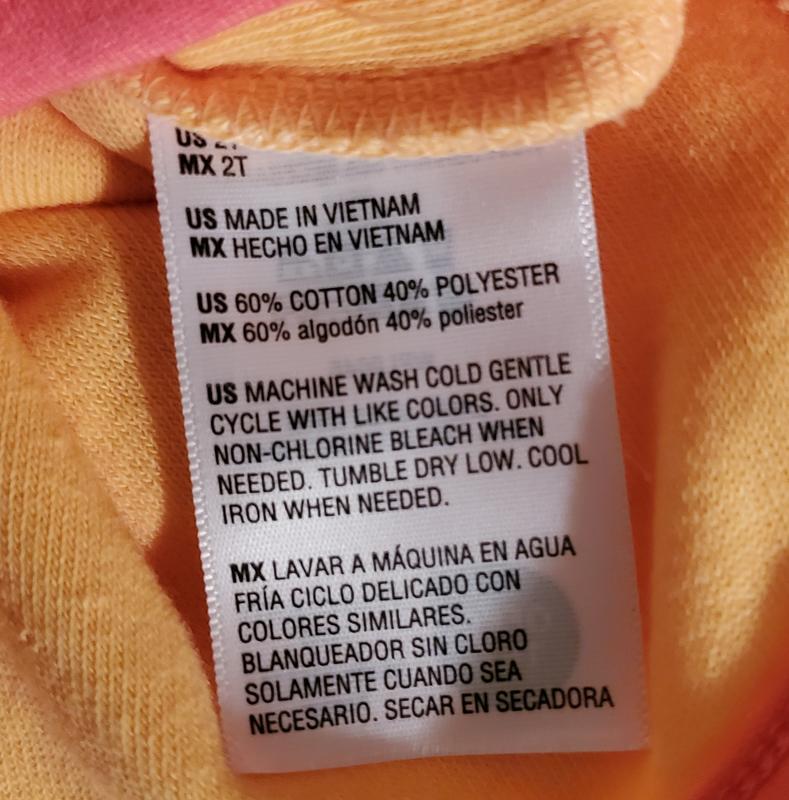 US
MX 2T
US MADE IN VIETNAM
MX HECHO EN VIETNAM
US 60% COTTON 40% POLYESTER
MX 60% algodón 40% poliester
US MACHINE WASH COLD GENTLE
CYCLE WITH LIKE COLORS. ONLY
NON-CHLORINE BLEACH WHEN
NEEDED. TUMBLE DRY LOW. COOL
IRON WHEN NEEDED.
MX LAVAR A MÁQUINA EN AGUA
FRÍA CICLO DELICADO CON
COLORES SIMILARES.
BLANQUEADOR SIN CLORO
SOLAMENTE CUANDO SEA
NECESARIO. SECAR EN SECADORA